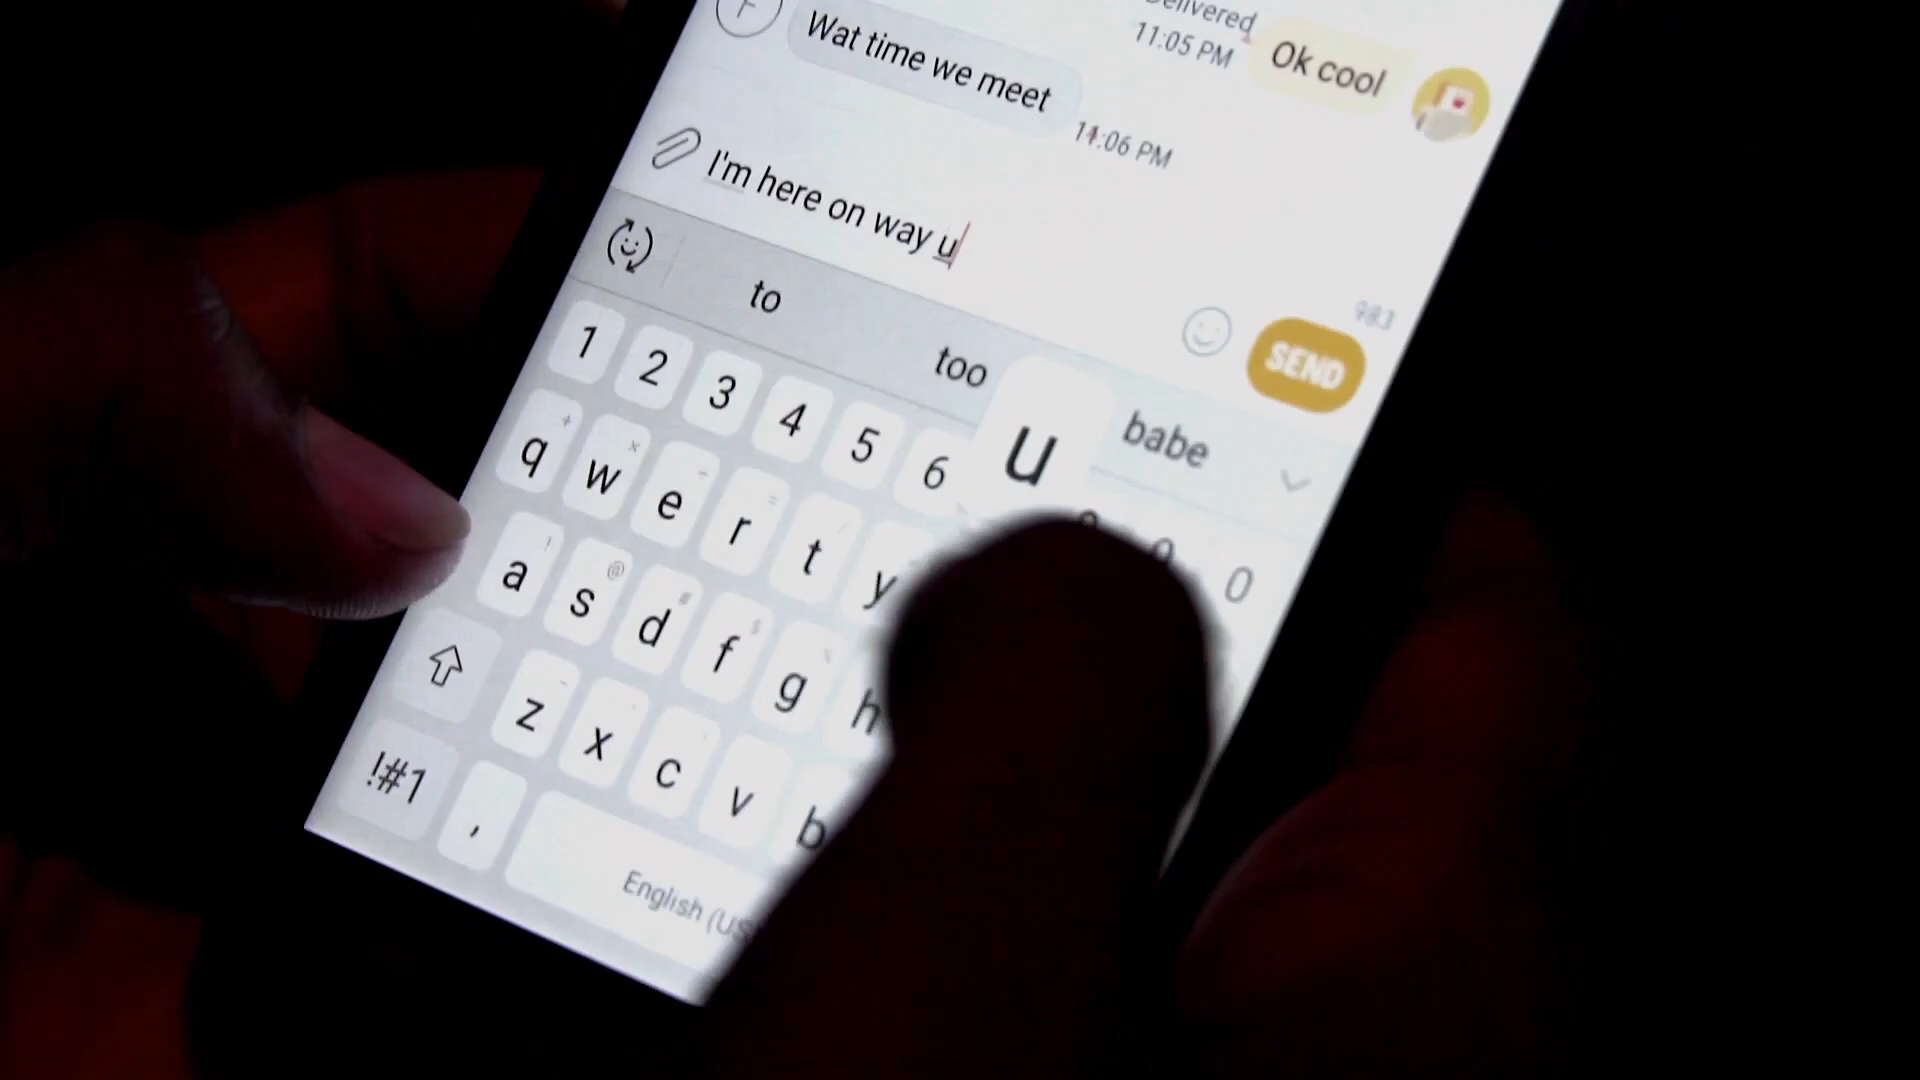 Delivered
11:05 PM
Ok cool
F
Wat time we meet
11:06 PM
I'm here on way u
983
SEND
to
too
babe
1 2 3 4 5 6 0
q w e r t y u
a s d f g h
z x c v b
!#1 ,
English (US